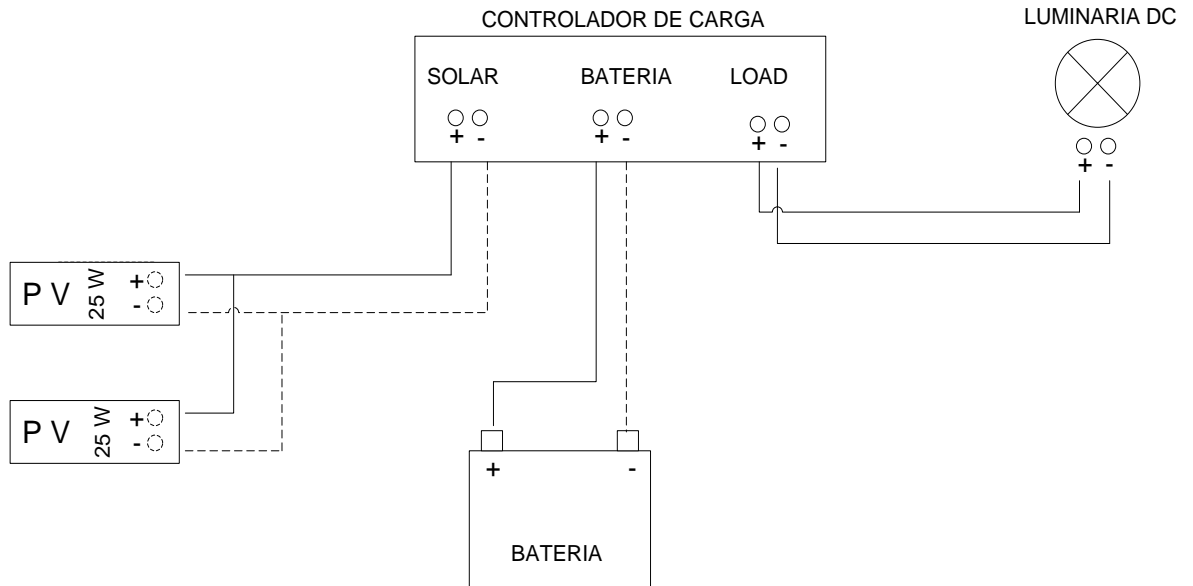 CONTROLADOR DE CARGA
LUMINARIA DC
SOLAR BATERIA LOAD
+ - + - + -
+ -
P V 25 W + -
P V 25 W + -
+ -
BATERIA